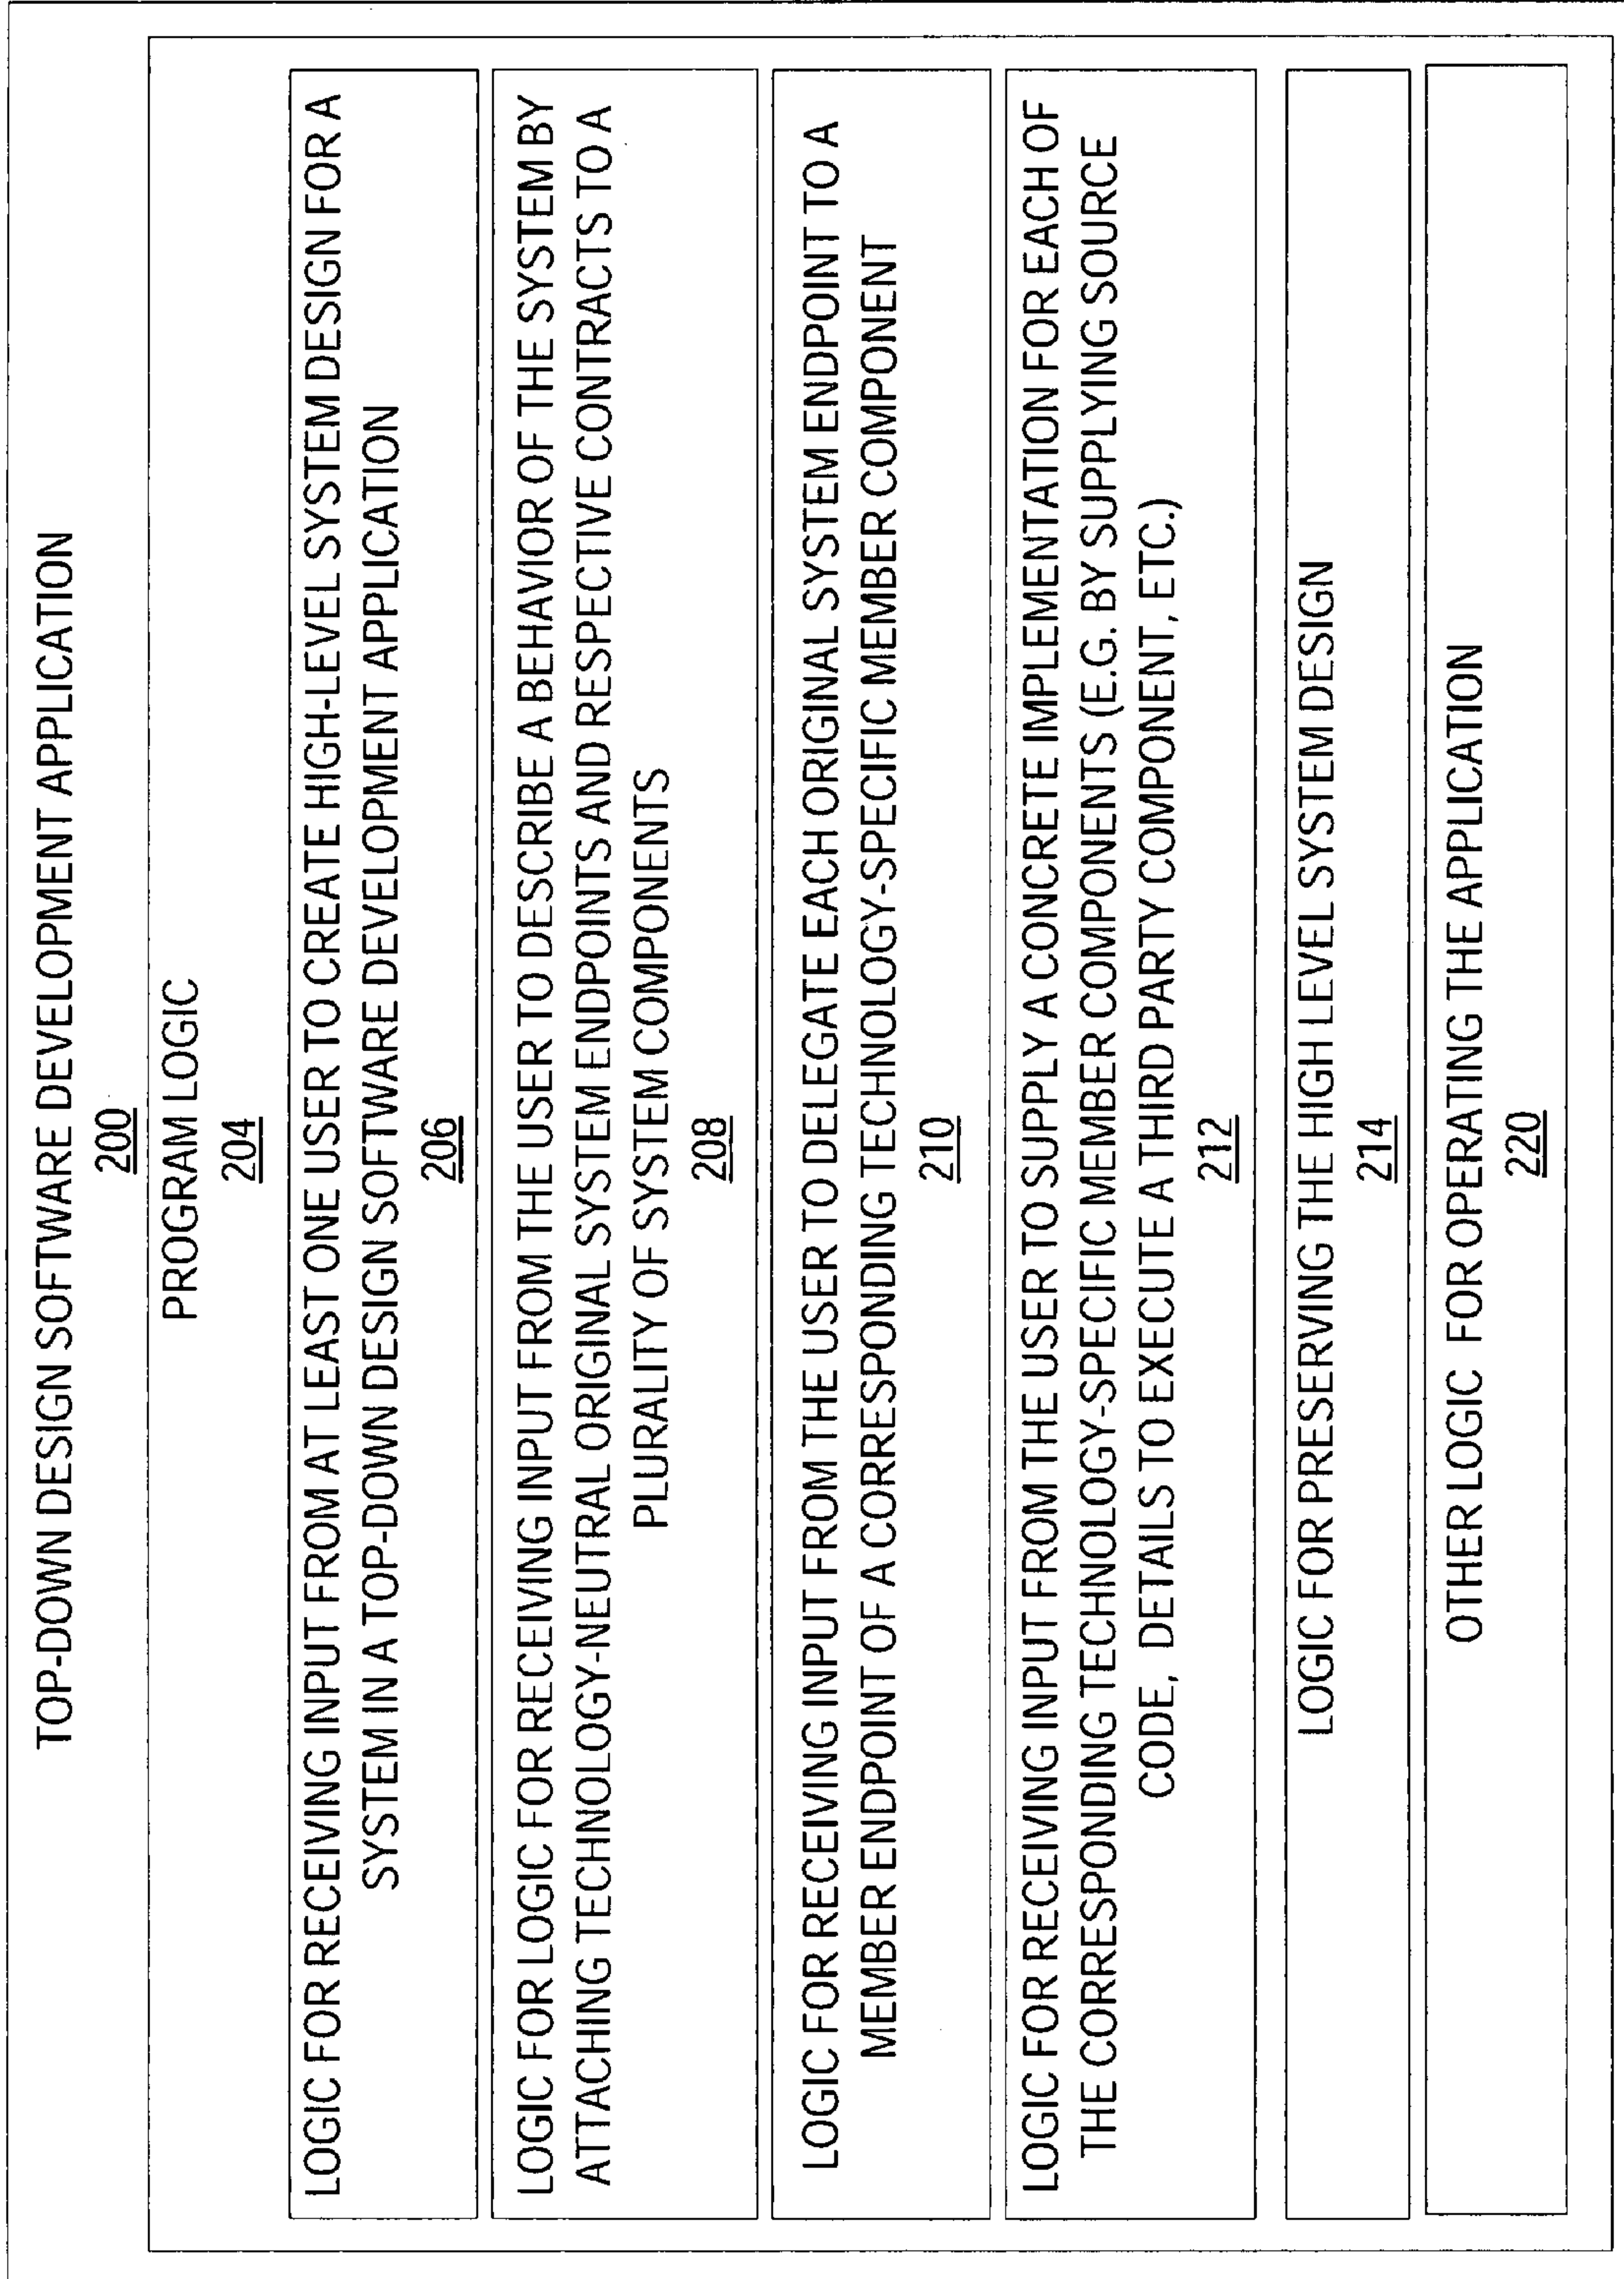 TOP-DOWN DESIGN SOFTWARE DEVELOPMENT APPLICATION
200
PROGRAM LOGIC
204
LOGIC FOR RECEIVING INPUT FROM AT LEAST ONE USER TO CREATE HIGH-LEVEL SYSTEM DESIGN FOR A
SYSTEM IN A TOP-DOWN DESIGN SOFTWARE DEVELOPMENT APPLICATION
206
LOGIC FOR LOGIC FOR RECEIVING INPUT FROM THE USER TO DESCRIBE A BEHAVIOR OF THE SYSTEM BY
ATTACHING TECHNOLOGY-NEUTRAL ORIGINAL SYSTEM ENDPOINTS AND RESPECTIVE CONTRACTS TO A
PLURALITY OF SYSTEM COMPONENTS
208
LOGIC FOR RECEIVING INPUT FROM THE USER TO DELEGATE EACH ORIGINAL SYSTEM ENDPOINT TO A
MEMBER ENDPOINT OF A CORRESPONDING TECHNOLOGY-SPECIFIC MEMBER COMPONENT
210
LOGIC FOR RECEIVING INPUT FROM THE USER TO SUPPLY A CONCRETE IMPLEMENTATION FOR EACH OF
THE CORRESPONDING TECHNOLOGY-SPECIFIC MEMBER COMPONENTS (E.G. BY SUPPLYING SOURCE
CODE, DETAILS TO EXECUTE A THIRD PARTY COMPONENT, ETC.)
212
LOGIC FOR PRESERVING THE HIGH LEVEL SYSTEM DESIGN
214
OTHER LOGIC FOR OPERATING THE APPLICATION
220